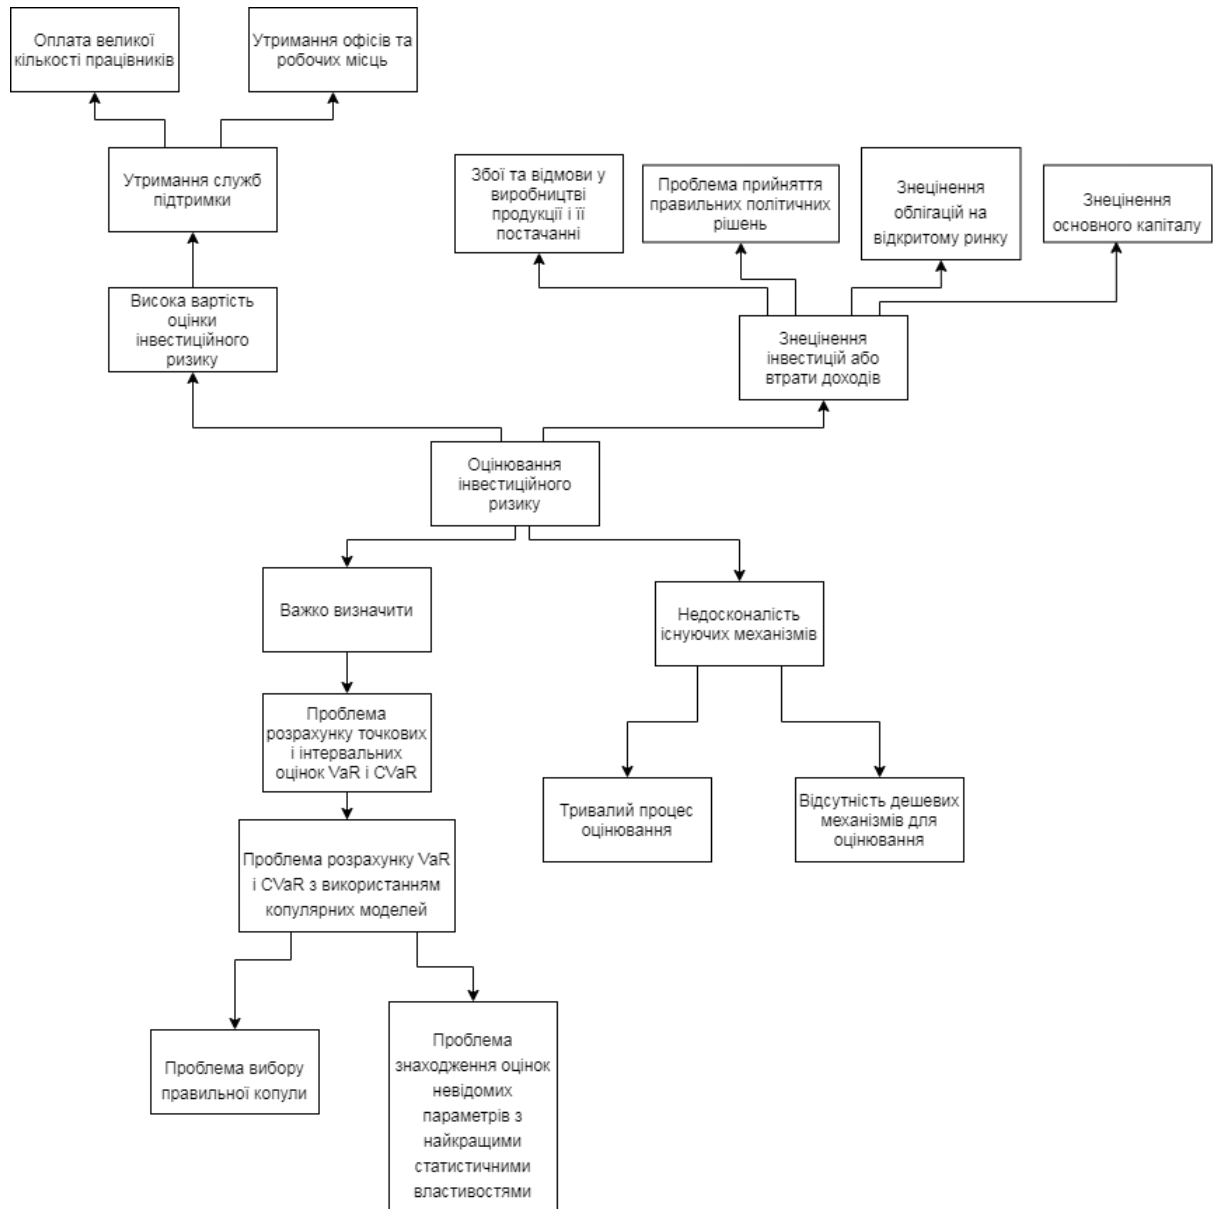 Оплата великої
кількості працівників
Утримання офісів та
робочих місць
Утримання служб
підтримки
Збої та відмови у
виробництві
продукції і її
постачанні
Проблема прийняття
правильних політичних
рішень
Знецінення
облігацій на
відкритому ринку
Знецінення
основного капіталу
Висока вартість
оцінки
інвестиційного
ризику
Знецінення
інвестицій або
втрати доходів
Оцінювання
інвестиційного
ризику
Важко визначити
Недосконалість
існуючих механізмів
Проблема
розрахунку точкових
і інтервальних
оцінок VaR і CVaR
Тривалий процес
оцінювання
Відсутність дешевих
механізмів для
оцінювання
Проблема розрахунку VaR
і CVaR з використанням
копулярних моделей
Проблема вибору
правильної копули
Проблема
знаходження оцінок
невідомих
параметрів з
найкращими
статистичними
властивостями